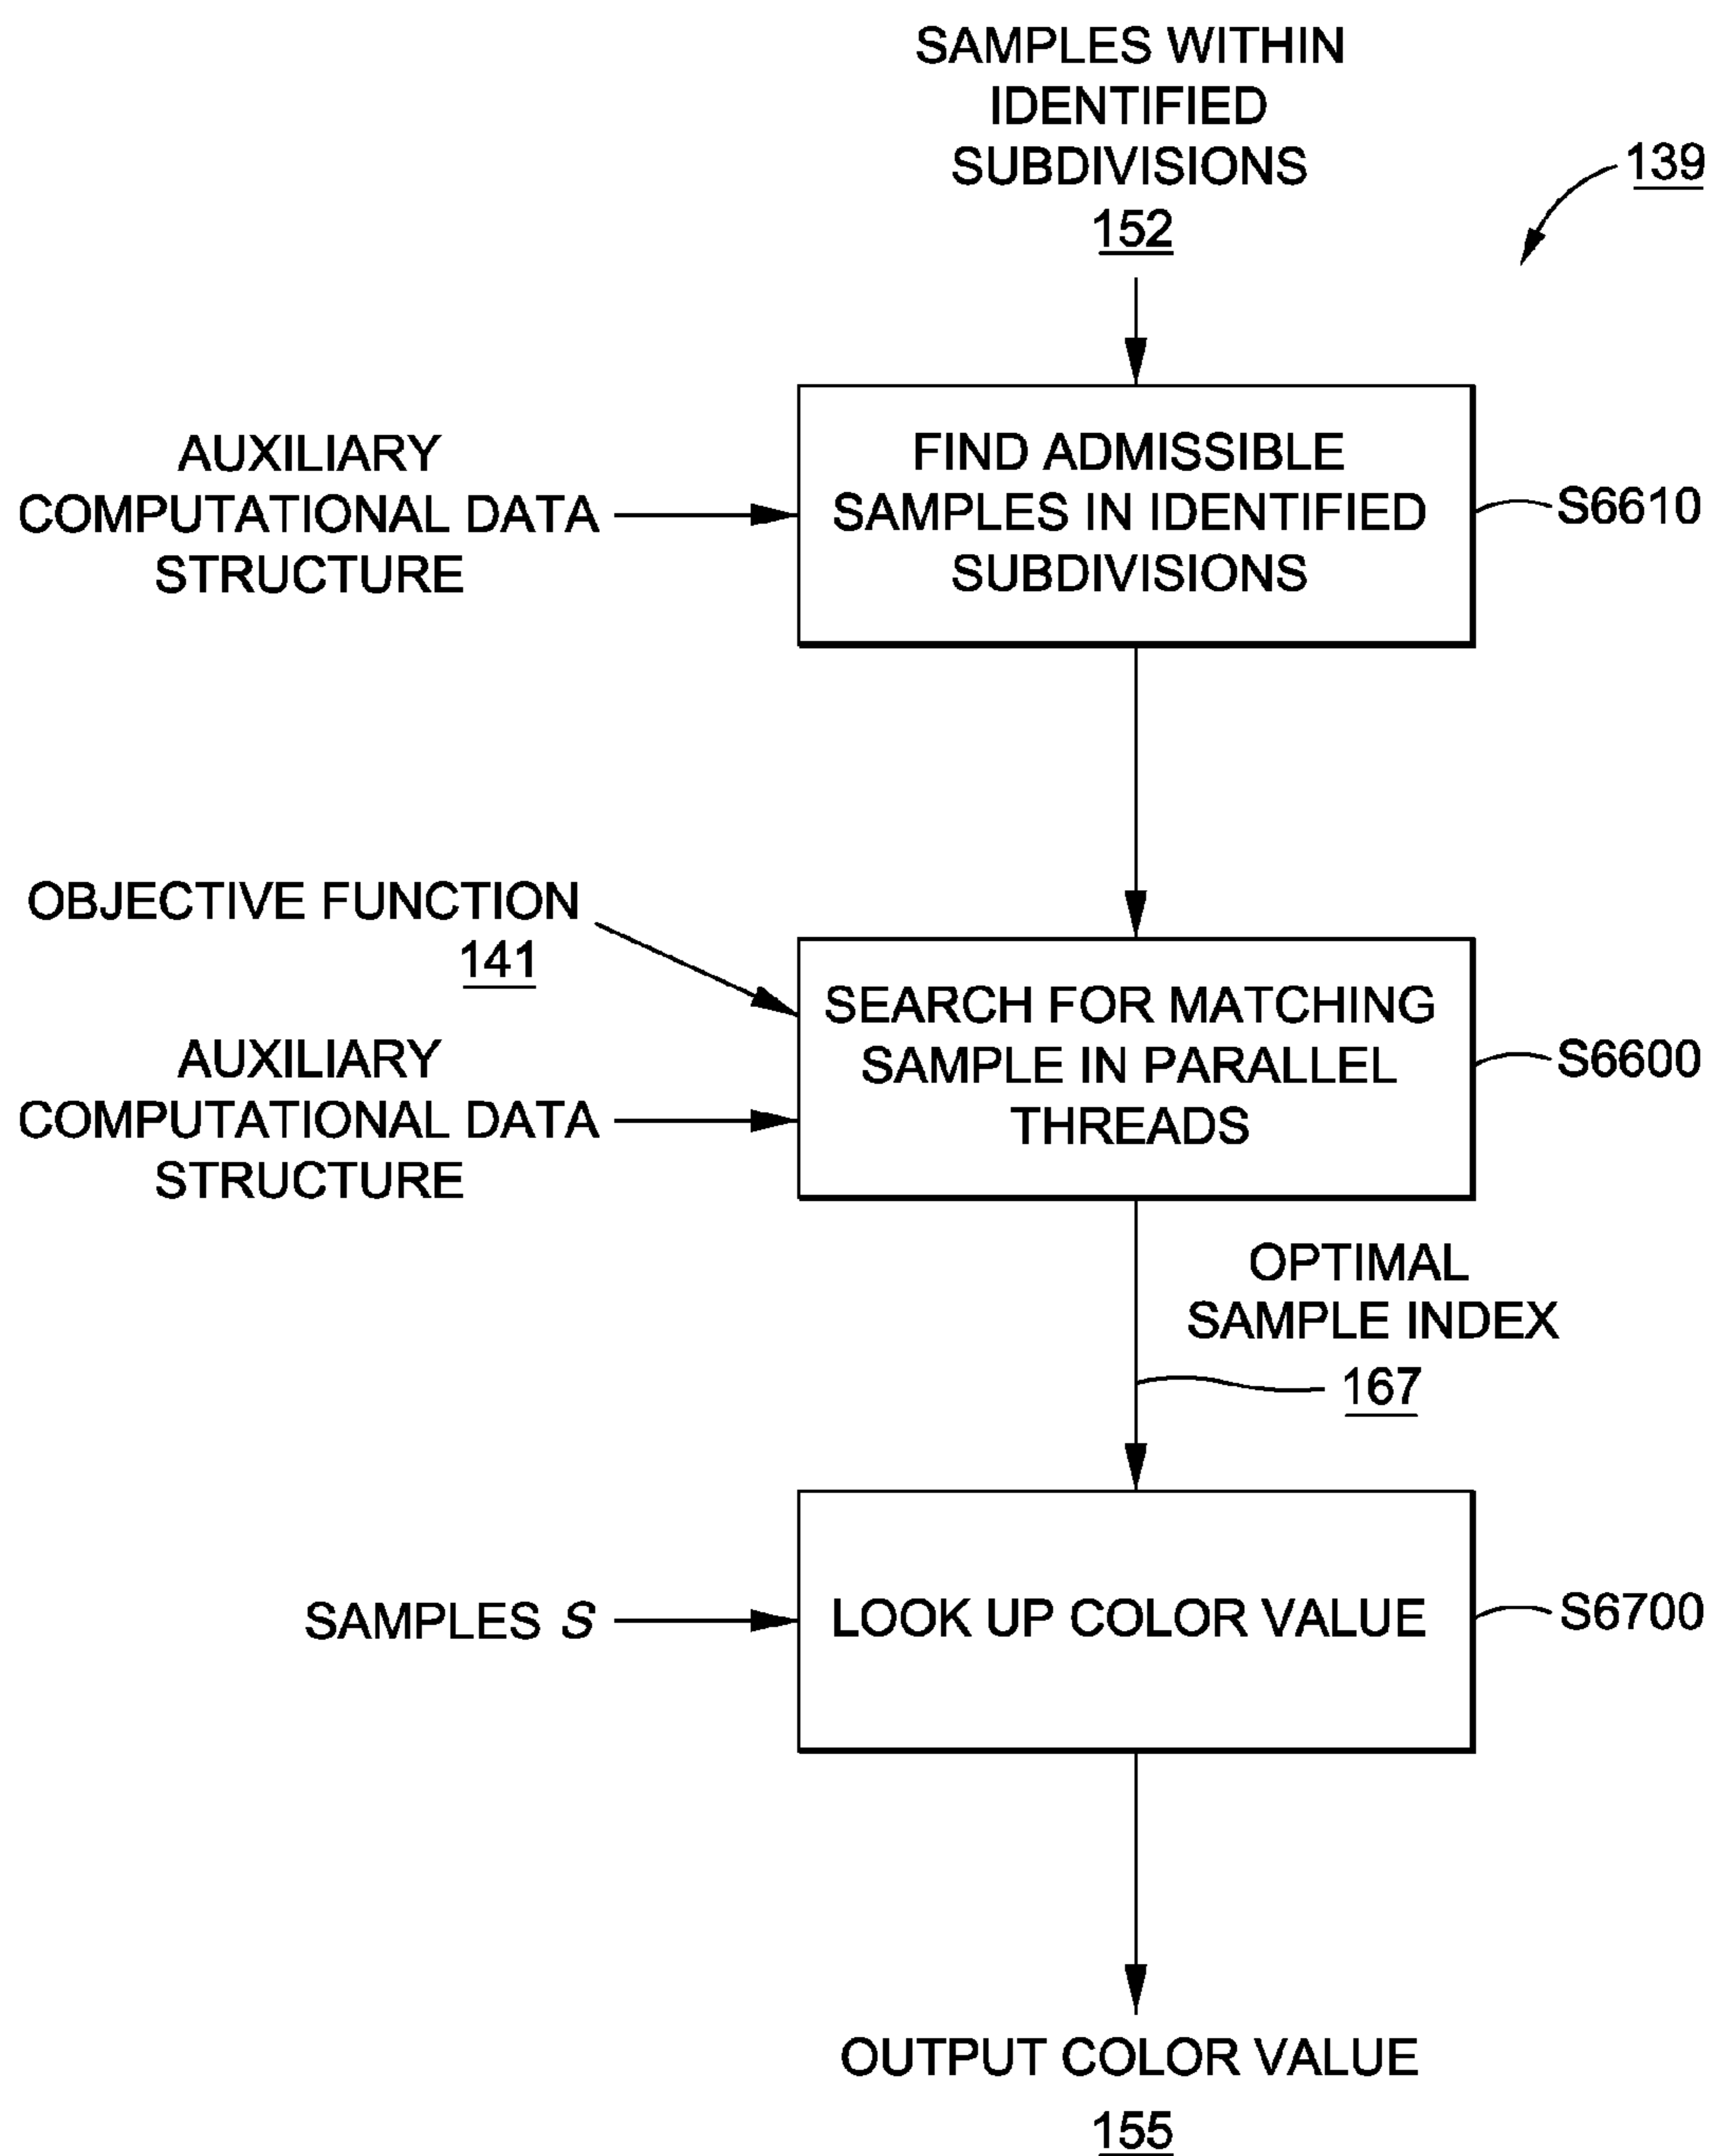 SAMPLES WITHIN
IDENTIFIED
SUBDIVISIONS
152
139
AUXILIARY
COMPUTATIONAL DATA
STRUCTURE
FIND ADMISSIBLE
SAMPLES IN IDENTIFIED
SUBDIVISIONS
S6610
OBJECTIVE FUNCTION
141
AUXILIARY
COMPUTATIONAL DATA
STRUCTURE
SEARCH FOR MATCHING
SAMPLE IN PARALLEL
THREADS
S6600
OPTIMAL
SAMPLE INDEX
167
SAMPLES S
LOOK UP COLOR VALUE
S6700
OUTPUT COLOR VALUE
155